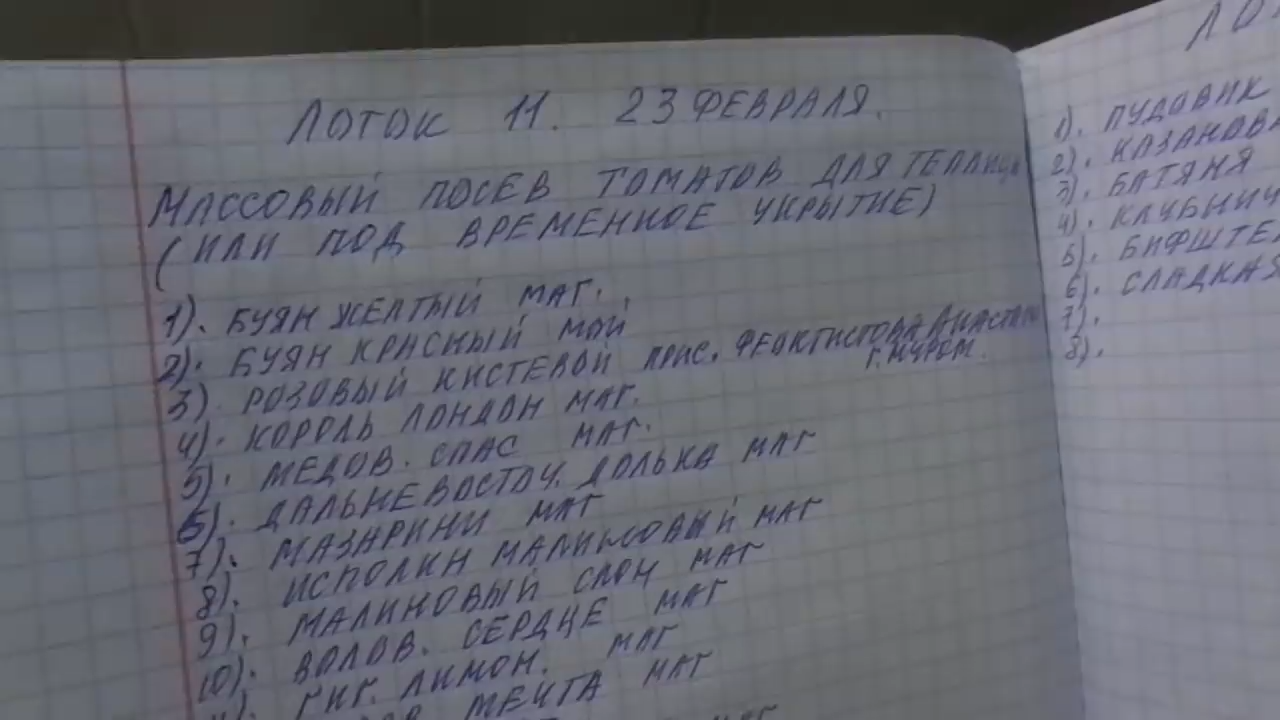 ЛОТОК 11. 23 ФЕВРАЛЯ.
МАССОВЫЙ ПОСЕВ ТОМАТОВ ДЛЯ ТЕПЛИЦЫ
(ИЛИ ПОД ВРЕМЕННОЕ УКРЫТИЕ)
1). БУЯН ЖЕЛТЫЙ МАГ.
2). БУЯН КРАСНЫЙ МОЙ
3). РОЗОВЫЙ КИСТЕВОЙ ПРИС. ФЕОКТИСТОВА
Г. МУРОМ.
4). КОРОЛЬ ЛОНДОН МАГ.
5). МЕДОВ. СПАС МАГ.
6). ДАЛЬНЕВОСТОЧ. ДОЛЬКА МАГ
7). МАЗАРИНИ МАГ
8). ИСПОЛИН МАЛИНОВЫЙ МАГ
9). МАЛИНОВЫЙ СЛОН МАГ
10). ВОЛОВ. СЕРДЦЕ МАГ
ГИГ. ЛИМОН. МАГ
МЕЧТА МАГ
МАГ
1). ПУДОВИК
2). КАЗАНОВА
3). БАТЯНЯ
4). КЛУБНИЧ
5). БИФШТЕ
6). СЛАДКАЯ
7).
8).